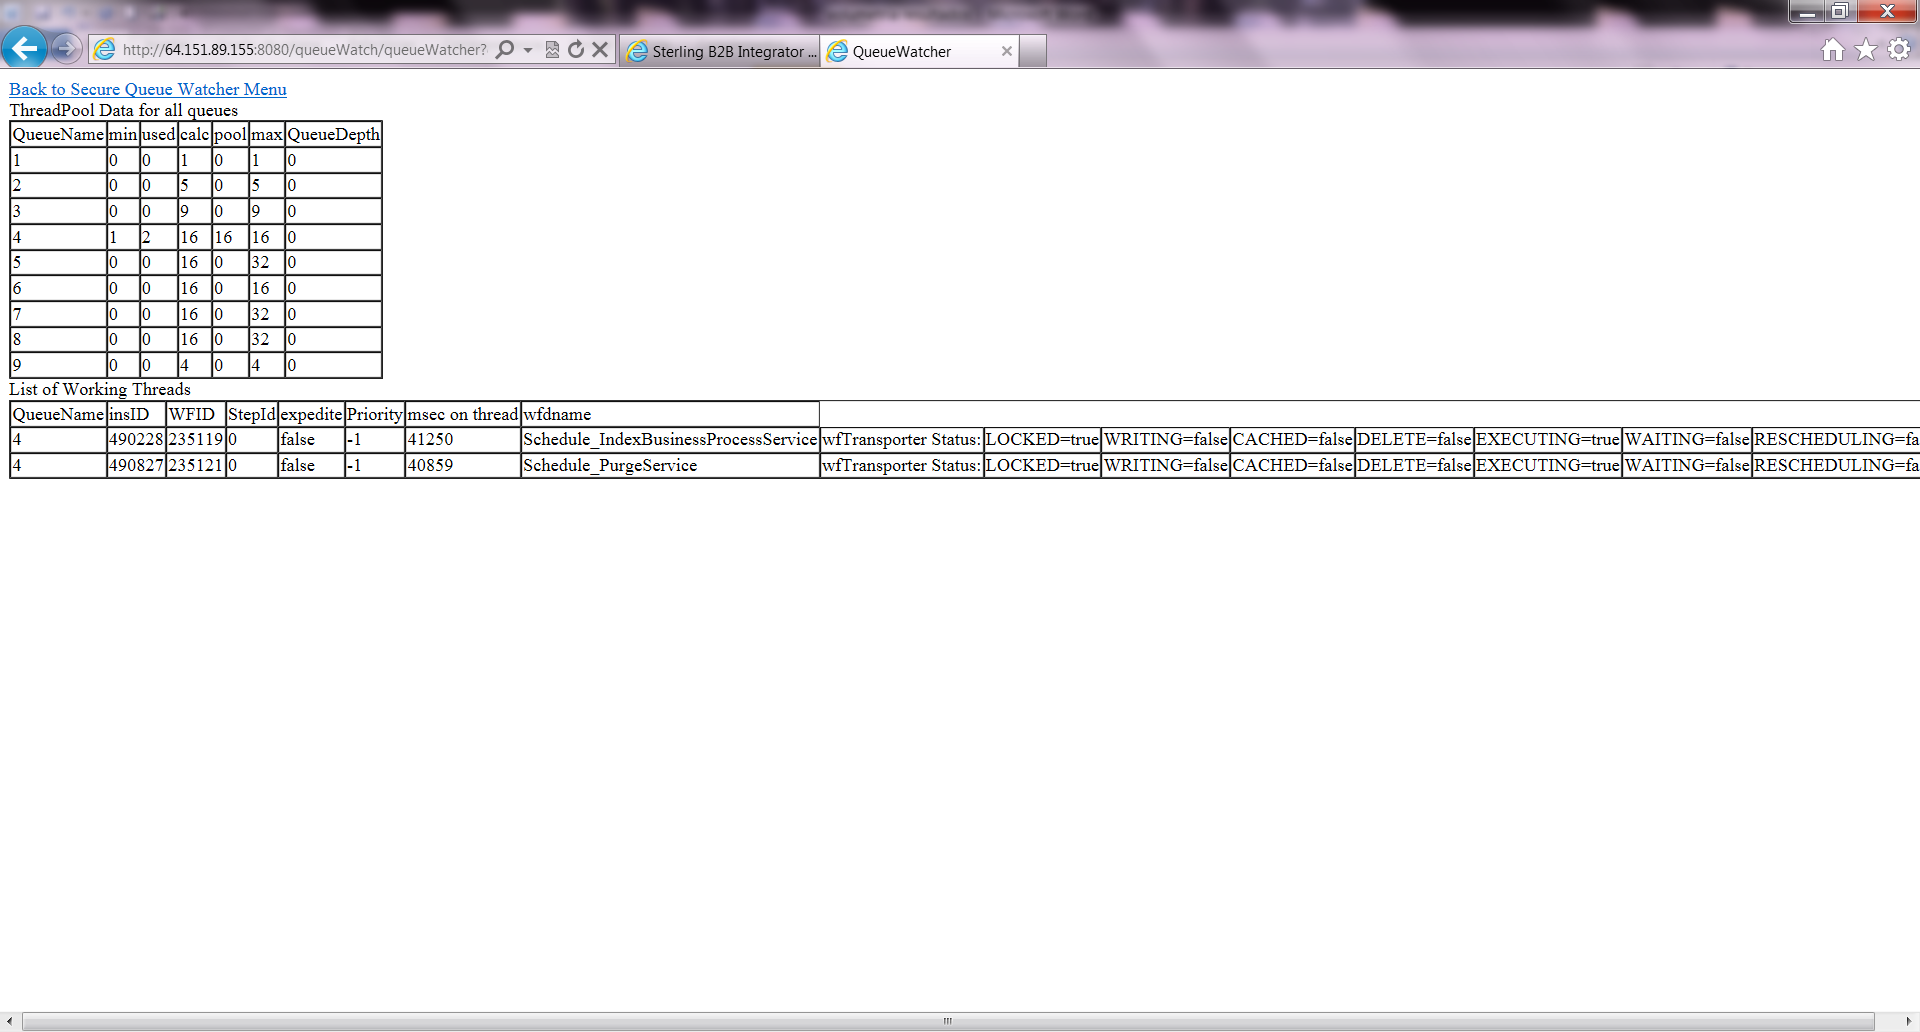 http://64.151.89.155:8080/queueWatch/queueWatcher?
Sterling B2B Integrator ...
QueueWatcher
Back to Secure Queue Watcher Menu
ThreadPool Data for all queues
QueueName min used calc pool max QueueDepth
1 0 0 1 0 1 0
2 0 0 5 0 5 0
3 0 0 9 0 9 0
4 1 2 16 16 16 0
5 0 0 16 0 32 0
6 0 0 16 0 16 0
7 0 0 16 0 32 0
8 0 0 16 0 32 0
9 0 0 4 0 4 0
List of Working Threads
QueueName insID WFID StepId expedite Priority msec on thread wfdname
4 490228 235119 0 false -1 41250 Schedule_IndexBusinessProcessService wfTransporter Status: LOCKED=true WRITING=false CACHED=false DELETE=false EXECUTING=true WAITING=false RESCHEDULING=fa
4 490827 235121 0 false -1 40859 Schedule_PurgeService wfTransporter Status: LOCKED=true WRITING=false CACHED=false DELETE=false EXECUTING=true WAITING=false RESCHEDULING=fa